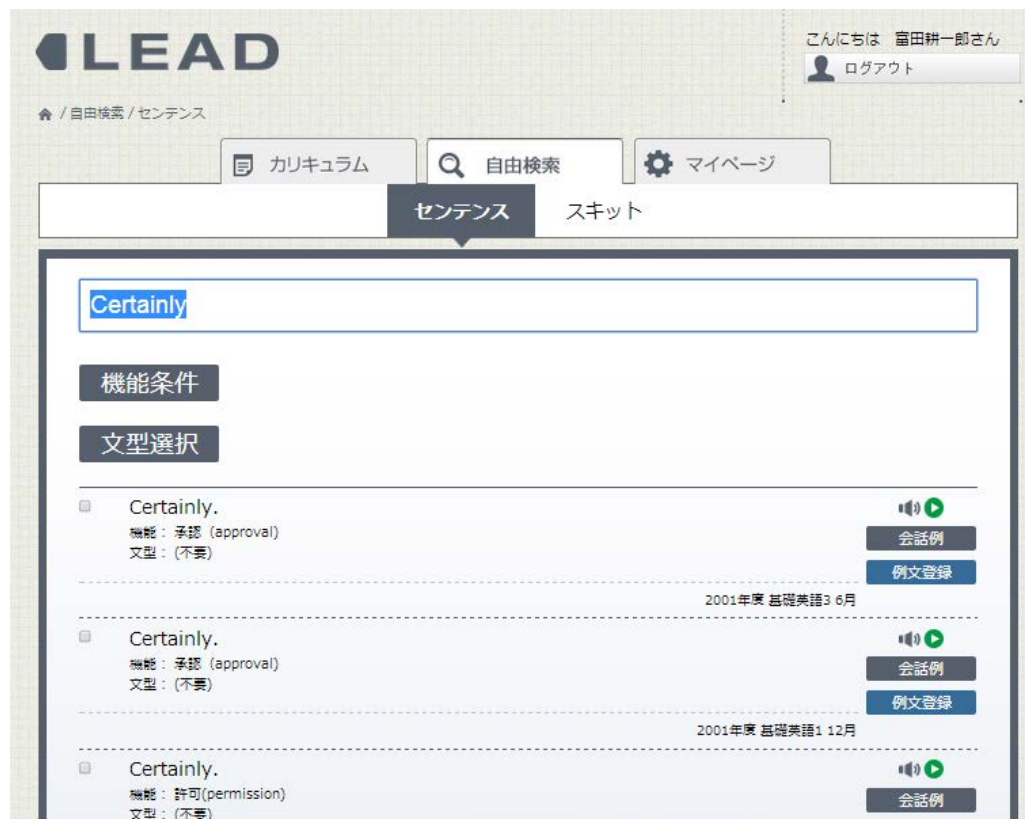 LEAD
こんにちは 富田耕一郎さん
ログアウト
/ 自由検索 / センテンス
カリキュラム
自由検索
マイページ
センテンス
スキット
Certainly
機能条件
文型選択
Certainly.
機能： 承認 (approval)
文型： (不要)
会話例
例文登録
2001年度 基礎英語3 6月
Certainly.
機能： 承認 (approval)
文型： (不要)
会話例
例文登録
2001年度 基礎英語1 12月
Certainly.
機能： 許可(permission)
文型： (不要)
会話例